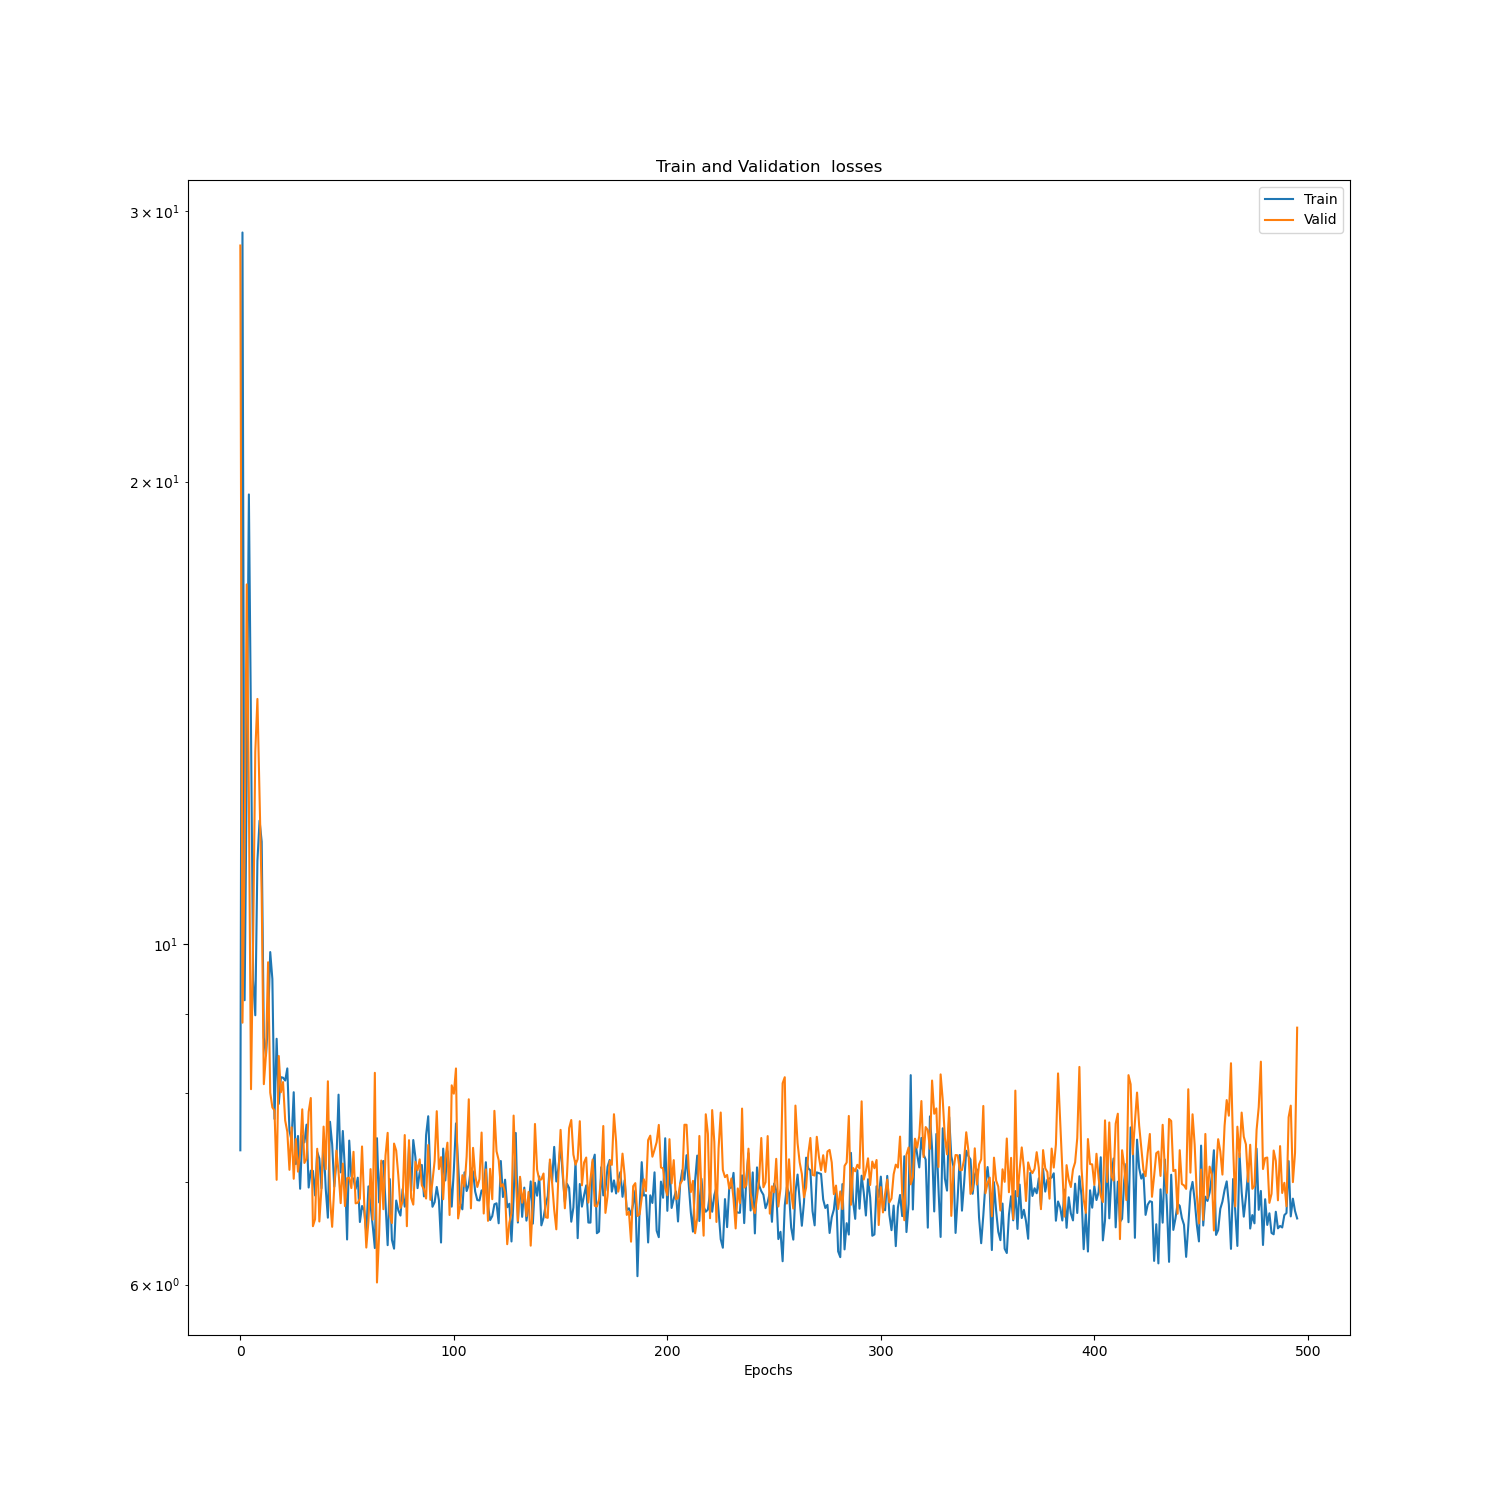 Train and Validation  losses
Train
Valid
3 × 10¹
2 × 10¹
10¹
6 × 10⁰
0 100 200 300 400 500
Epochs